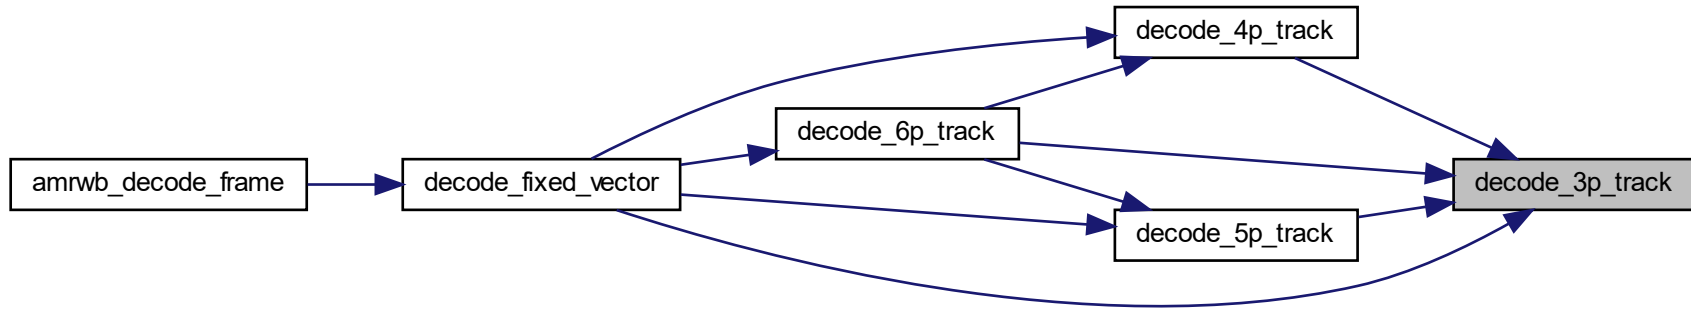 decode_4p_track
decode_6p_track
amrwb_decode_frame
decode_fixed_vector
decode_3p_track
decode_5p_track